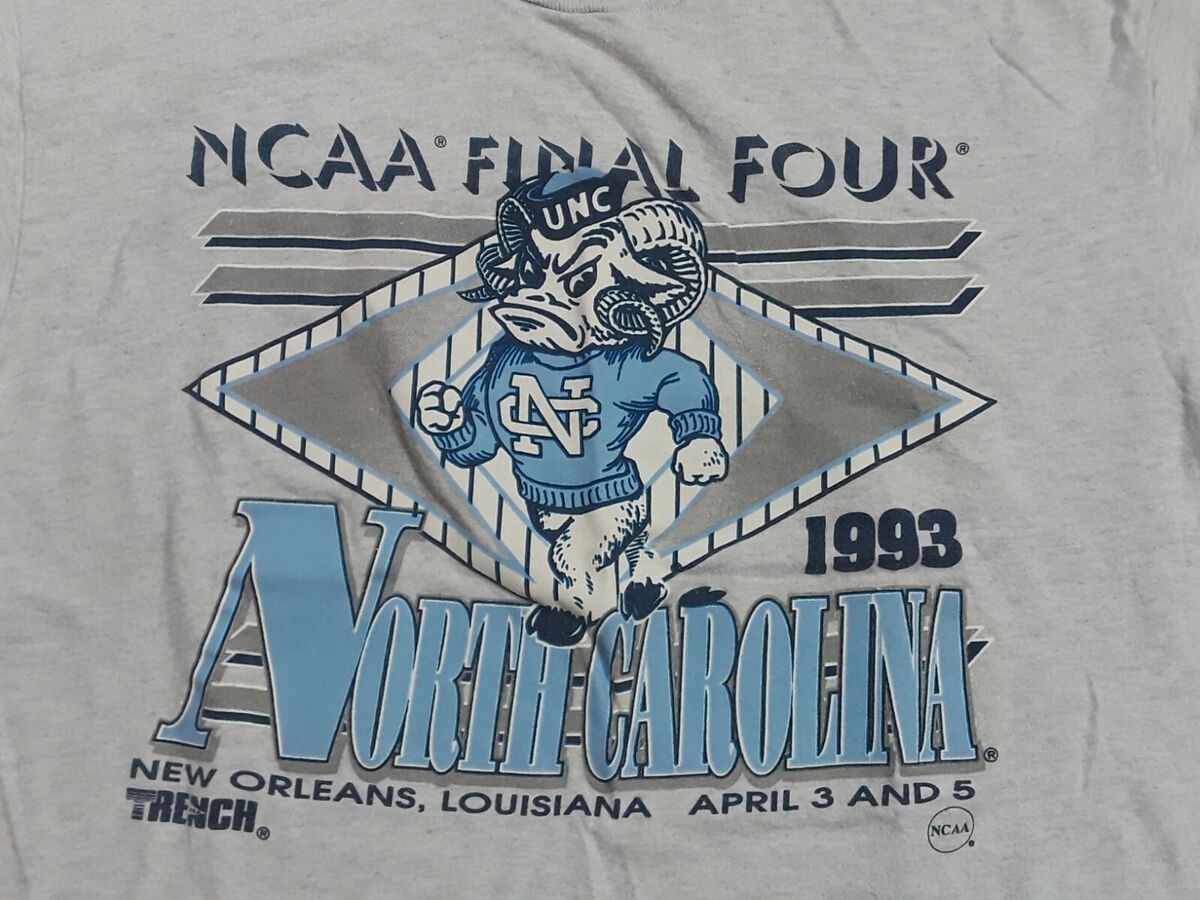 NCAA® FINAL FOUR®
UNC
NC
1993
NORTH CAROLINA®
NEW ORLEANS, LOUISIANA APRIL 3 AND 5
TRENCH®
NCAA®